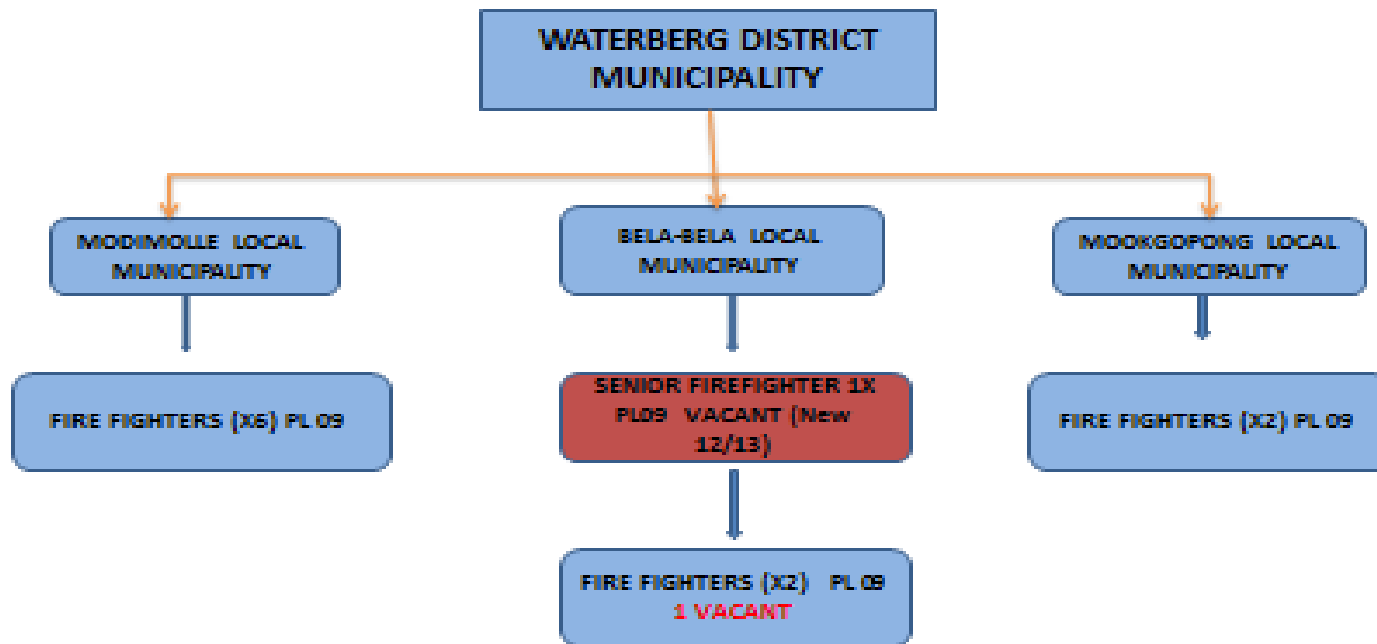 WATERBERG DISTRICT
MUNICIPALITY
MODIMOLLE LOCAL
MUNICIPALITY
BELA-BELA LOCAL
MUNICIPALITY
MOOKGOPONG LOCAL
MUNICIPALITY
FIRE FIGHTERS (X6) PL 09
SENIOR FIREFIGHTER 1X
PL09 VACANT (New
12/13)
FIRE FIGHTERS (X2) PL 09
FIRE FIGHTERS (X2) PL 09
1 VACANT